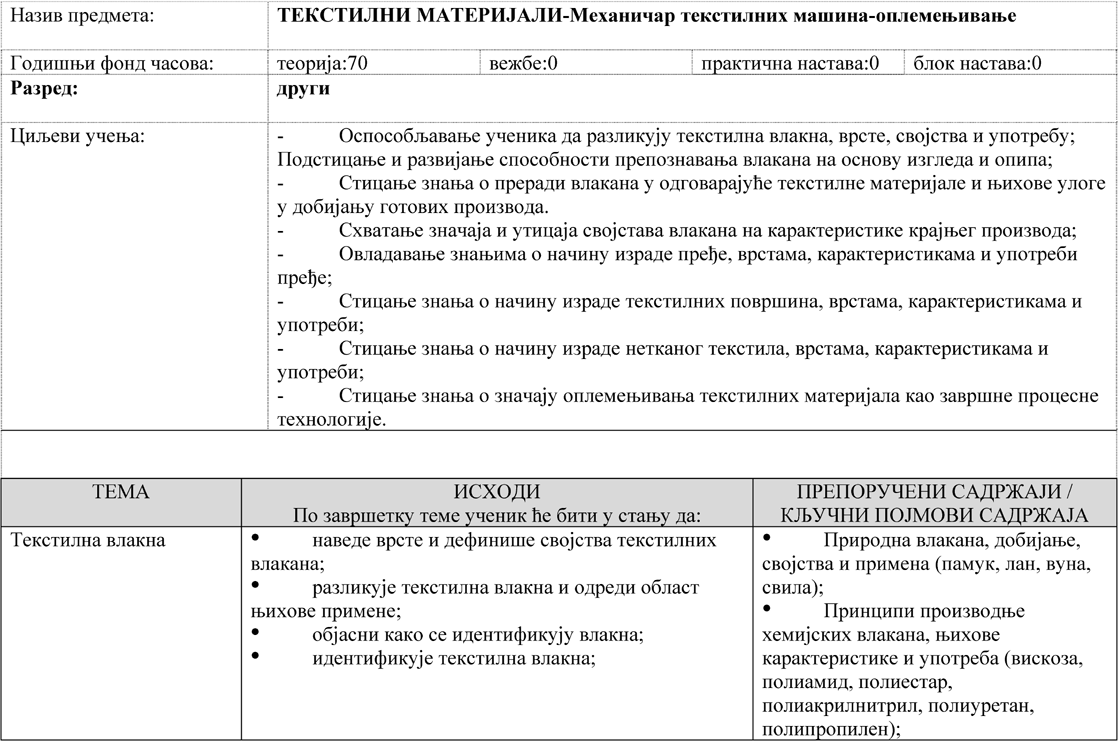 Назив предмета: ТЕКСТИЛНИ МАТЕРИЈАЛИ-Механичар текстилних машина-оплемењивање
Годишњи фонд часова: теорија:70 вежбе:0 практична настава:0 блок настава:0
Разред: други
Циљеви учења:
- Оспособљавање ученика да разликују текстилна влакна, врсте, својства и употребу;
Подстицање и развијање способности препознавања влакана на основу изгледа и опипа;
- Стицање знања о преради влакана у одговарајуће текстилне материјале и њихове улоге
у добијању готових производа.
- Схватање значаја и утицаја својстава влакана на карактеристике крајњег производа;
- Овладавање знањима о начину израде пређе, врстама, карактеристикама и употреби
пређе;
- Стицање знања о начину израде текстилних површина, врстама, карактеристикама и
употреби;
- Стицање знања о начину израде нетканог текстила, врстама, карактеристикама и
употреби;
- Стицање знања о значају оплемењивања текстилних материјала као завршне процесне
технологије.
ТЕМА
ИСХОДИ
По завршетку теме ученик ће бити у стању да:
ПРЕПОРУЧЕНИ САДРЖАЈИ /
КЉУЧНИ ПОЈМОВИ САДРЖАЈА
Текстилна влакна
• наведе врсте и дефинише својства текстилних
влакана;
• разликује текстилна влакна и одреди област
њихове примене;
• објасни како се идентификују влакна;
• идентификује текстилна влакна;
• Природна влакана, добијање,
својства и примена (памук, лан, вуна,
свила);
• Принципи производње
хемијских влакана, њихове
карактеристике и употреба (вискоза,
полиамид, полиестар,
полиакрилнитрил, полиуретан,
полипропилен);